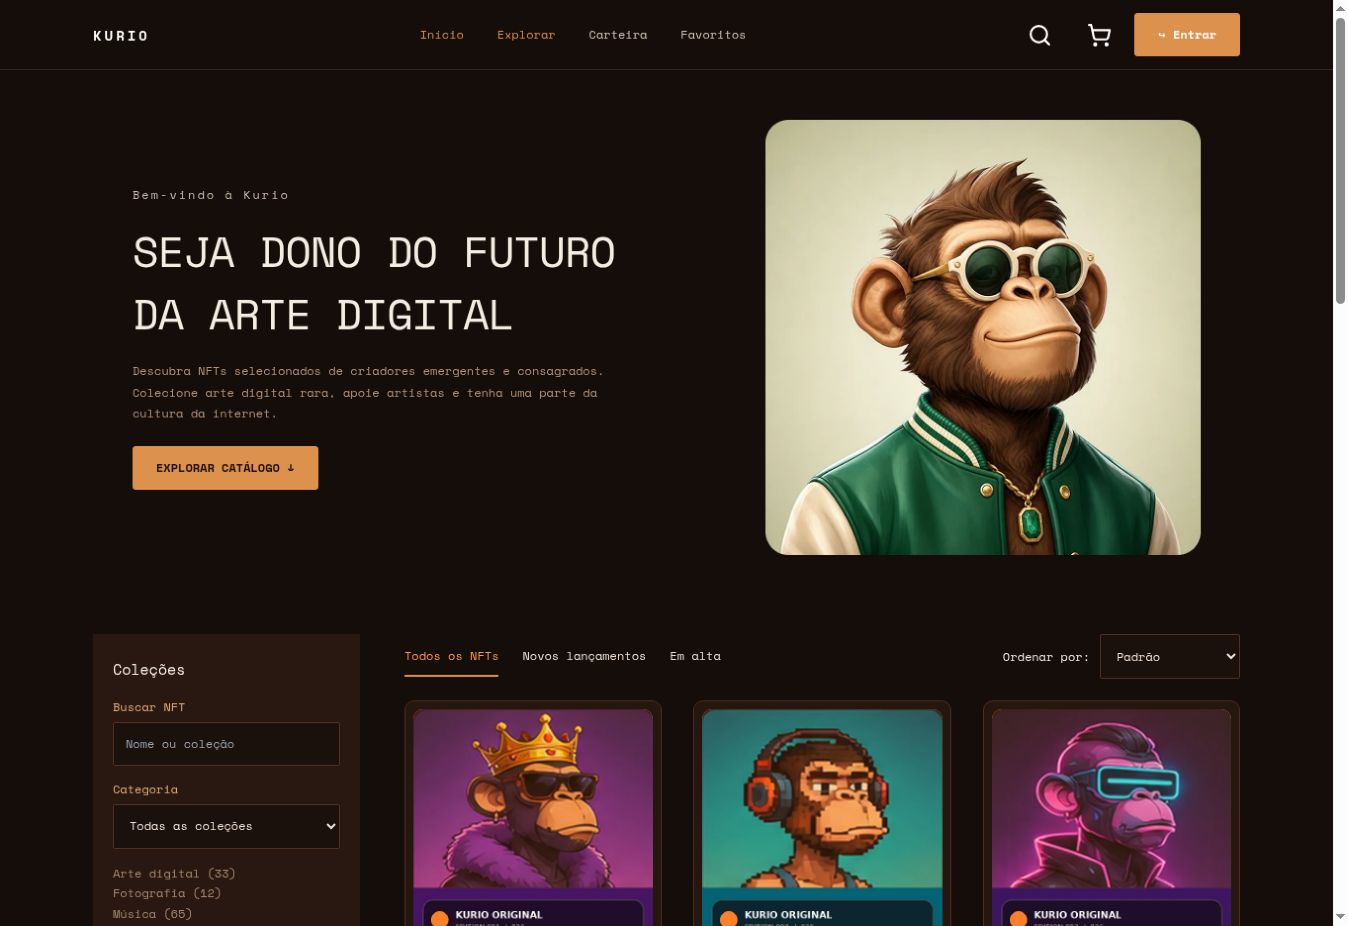 KURIO
Inicio
Explorar
Carteira
Favoritos
Entrar
Bem-vindo à Kurio
SEJA DONO DO FUTURO
DA ARTE DIGITAL
Descubra NFTs selecionados de criadores emergentes e consagrados.
Colecione arte digital rara, apoie artistas e tenha uma parte da
cultura da internet.
EXPLORAR CATÁLOGO ↓
Coleções
Buscar NFT
Nome ou coleção
Categoria
Todas as coleções
Arte digital (33)
Fotografia (12)
Música (65)
Todos os NFTs
Novos lançamentos
Em alta
Ordenar por:
Padrão
KURIO ORIGINAL
KURIO ORIGINAL
KURIO ORIGINAL